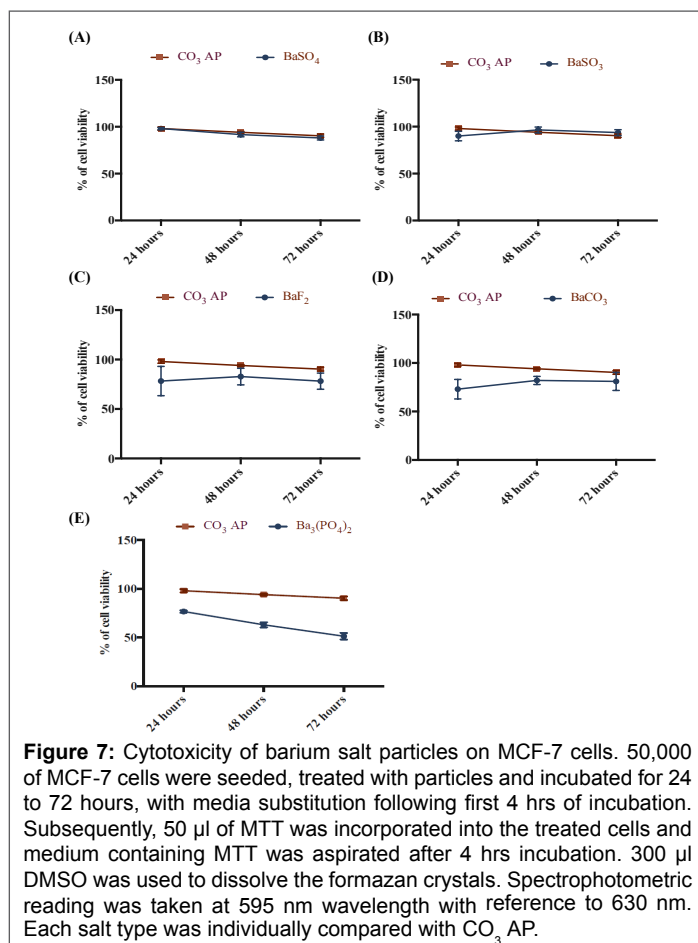 (A)
CO₃ AP BaSO₄
150
100
50
0
% of cell viability
24 hours
48 hours
72 hours
(B)
CO₃ AP BaSO₃
150
100
50
0
% of cell viability
24 hours
48 hours
72 hours
(C)
CO₃ AP BaF₂
150
100
50
0
% of cell viability
24 hours
48 hours
72 hours
(D)
CO₃ AP BaCO₃
150
100
50
0
% of cell viability
24 hours
48 hours
72 hours
(E)
CO₃ AP Ba₃(PO₄)₂
150
100
50
0
% of cell viability
24 hours
48 hours
72 hours
Figure 7: Cytotoxicity of barium salt particles on MCF-7 cells. 50,000
of MCF-7 cells were seeded, treated with particles and incubated for 24
to 72 hours, with media substitution following first 4 hrs of incubation.
Subsequently, 50 µl of MTT was incorporated into the treated cells and
medium containing MTT was aspirated after 4 hrs incubation. 300 µl
DMSO was used to dissolve the formazan crystals. Spectrophotometric
reading was taken at 595 nm wavelength with reference to 630 nm.
Each salt type was individually compared with CO₃ AP.